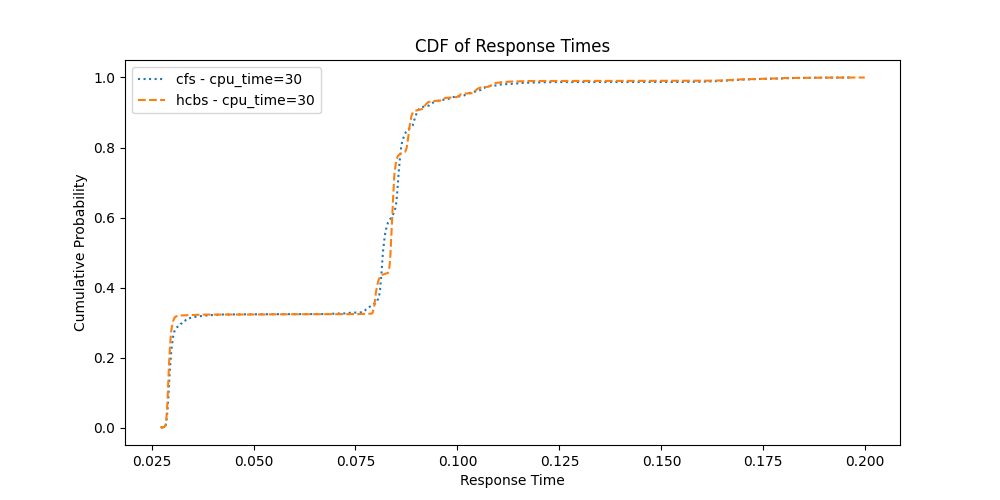 CDF of Response Times
cfs - cpu_time=30
hcbs - cpu_time=30
Cumulative Probability
1.0
0.8
0.6
0.4
0.2
0.0
0.025 0.050 0.075 0.100 0.125 0.150 0.175 0.200
Response Time